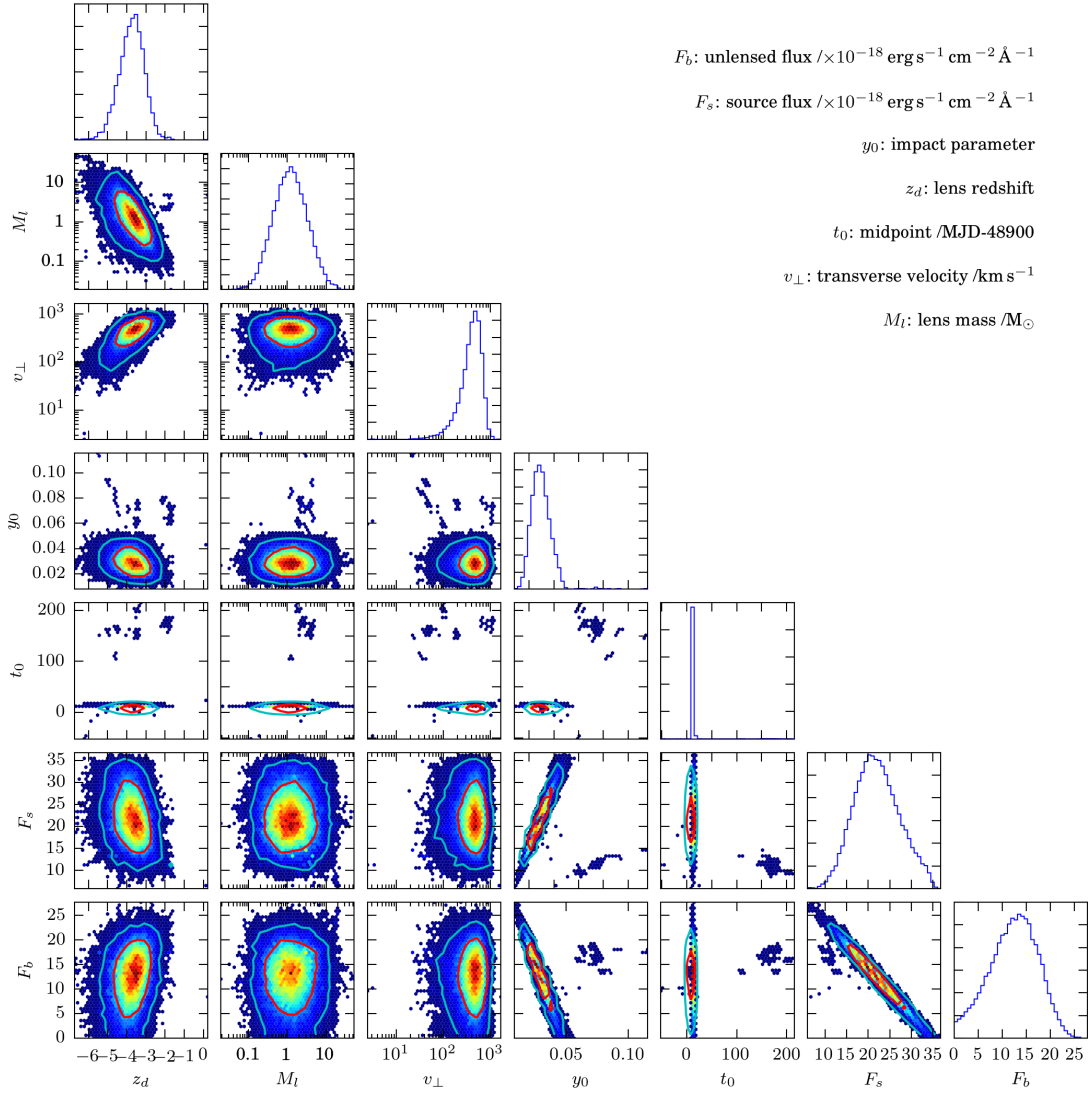 F_b: unlensed flux /×10^−18 erg s^−1 cm^−2 Å^−1
F_s: source flux /×10^−18 erg s^−1 cm^−2 Å^−1
y_0: impact parameter
z_d: lens redshift
t_0: midpoint /MJD-48900
v_⊥: transverse velocity /km s^−1
M_l: lens mass /M_⊙
10
1
0.1
M_l
10^3
10^2
10^1
v_⊥
0.10
0.08
0.06
0.04
0.02
y_0
200
100
0
t_0
35
30
25
20
15
10
F_s
25
20
15
10
5
0
F_b
−6 −5 −4 −3 −2 −1 0
z_d
0.1 1 10
M_l
10^1 10^2 10^3
v_⊥
0.05 0.10
y_0
0 100 200
t_0
10 15 20 25 30 35
F_s
0 5 10 15 20 25
F_b